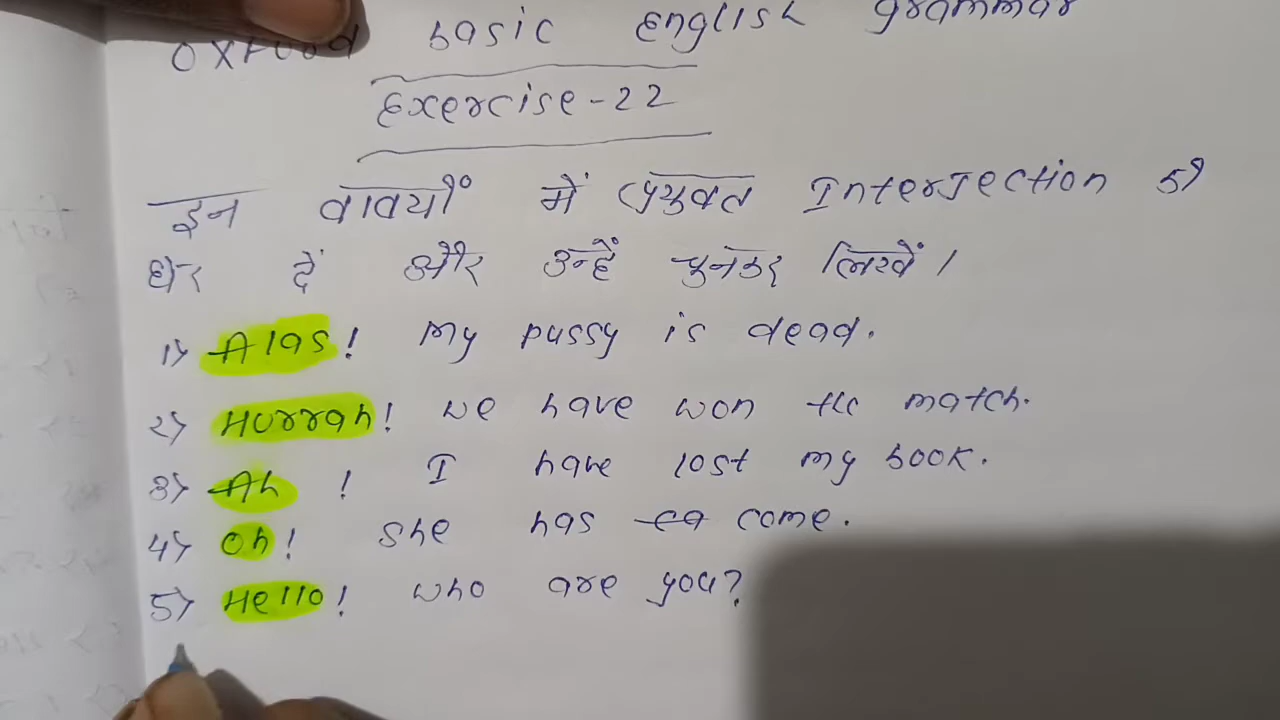 Oxford basic English grammar
Exercise-22
इन वाक्यों में प्रयुक्त Interjection को
घेर दें और उन्हें चुनकर लिखें।
1) Alas! My pussy is dead.
2) Hurrah! we have won the match.
3) Ah ! I have lost my book.
4) Oh! She has come.
5) Hello! who are you?